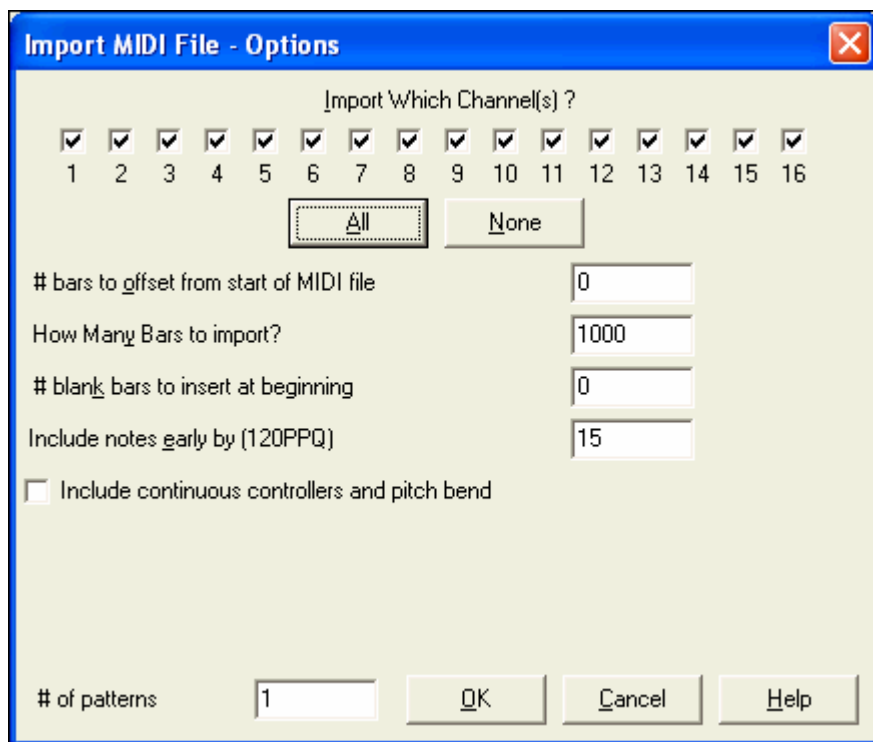 Import MIDI File - Options
Import Which Channel(s) ?
1 2 3 4 5 6 7 8 9 10 11 12 13 14 15 16
All None
# bars to offset from start of MIDI file 0
How Many Bars to import? 1000
# blank bars to insert at beginning 0
Include notes early by (120PPQ) 15
Include continuous controllers and pitch bend
# of patterns 1 OK Cancel Help